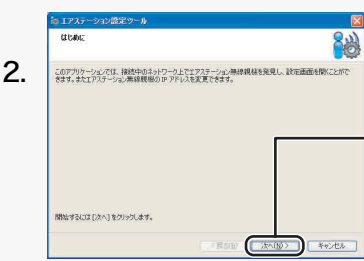 エアステーション設定ツール
はじめに
2.
このアプリケーションでは、接続中のネットワーク上でエアステーション無線親機を発見し、設定画面を開くことがで
きます。またエアステーション無線親機の IP アドレスを変更できます。
開始するには [次へ] をクリックします。
< 戻る(B) 次へ(N) > キャンセル